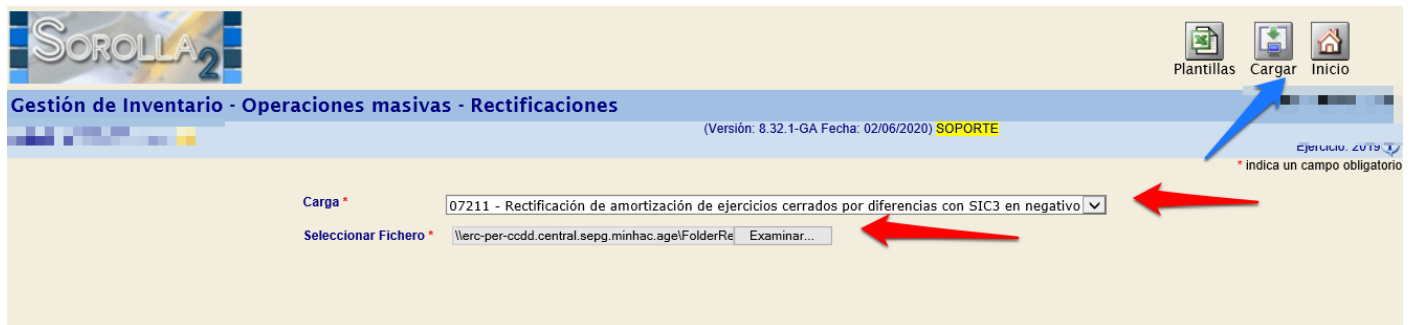 SOROLLA2
Plantillas Cargar Inicio
Gestión de Inventario - Operaciones masivas - Rectificaciones
(Versión: 8.32.1-GA Fecha: 02/06/2020) SOPORTE
Ejercicio: 2019
* indica un campo obligatorio
Carga * 07211 - Rectificación de amortización de ejercicios cerrados por diferencias con SIC3 en negativo
Seleccionar Fichero * \\erc-per-ccdd.central.sepg.minhac.age\FolderRe Examinar...